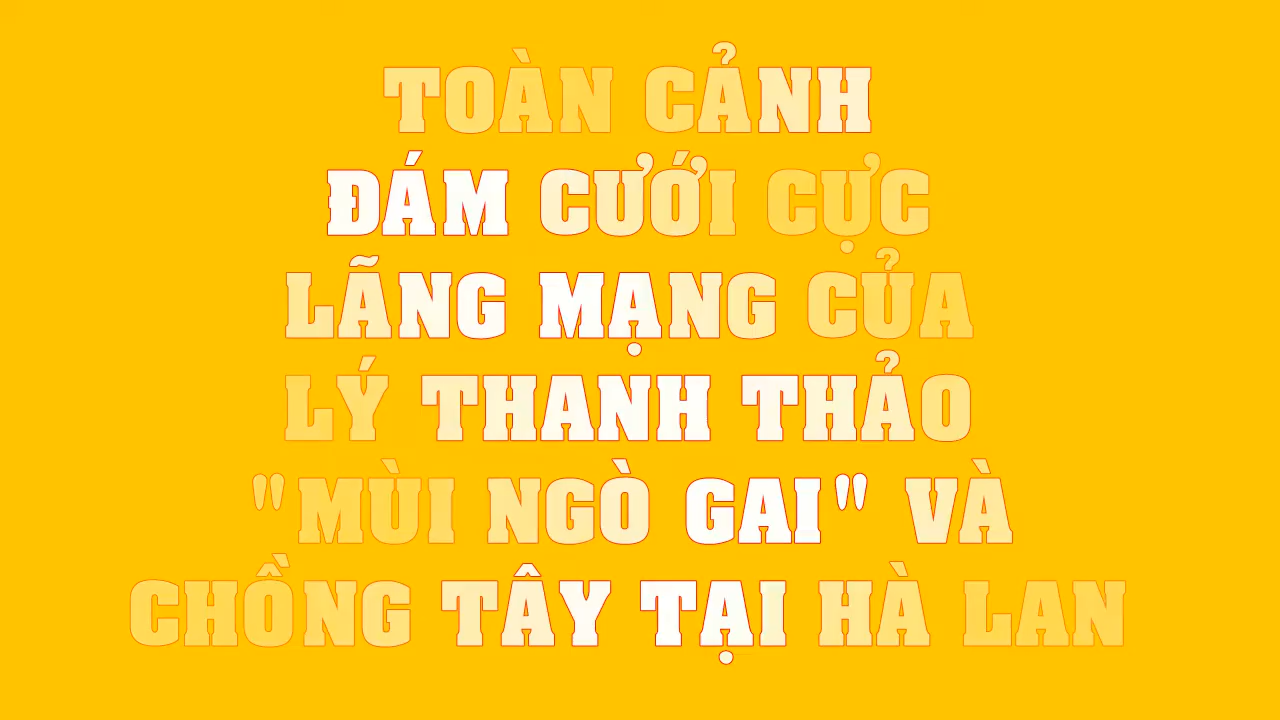 TOÀN CẢNH
ĐÁM CƯỚI CỰC
LÃNG MẠNG CỦA
LÝ THANH THẢO
"MÙI NGÒ GAI" VÀ
CHỒNG TÂY TẠI HÀ LAN